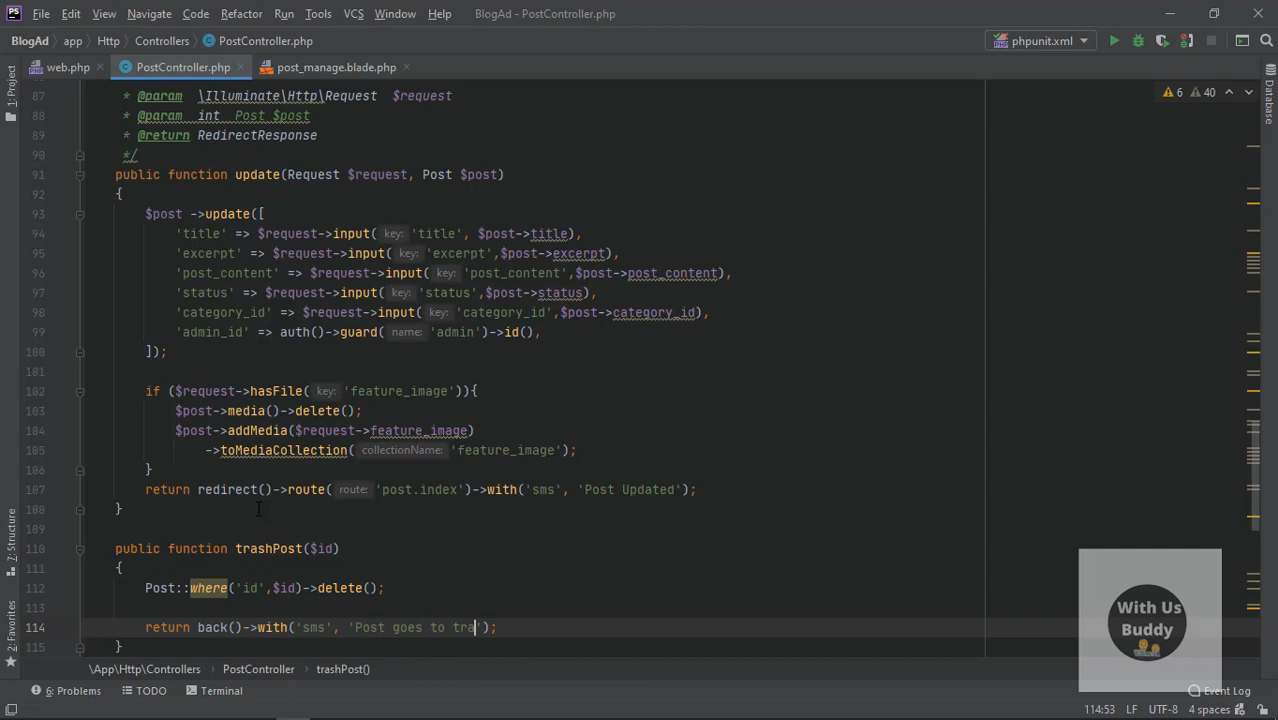 File Edit View Navigate Code Refactor Run Tools VCS Window Help BlogAd - PostController.php
BlogAd app Http Controllers PostController.php phpunit.xml
web.php PostController.php post_manage.blade.php
1: Project
Database
6 40
87 * @param \Illuminate\Http\Request $request
88 * @param int Post $post
89 * @return RedirectResponse
90 */
91 public function update(Request $request, Post $post)
92 {
93 $post ->update([
94 'title' => $request->input( key: 'title', $post->title),
95 'excerpt' => $request->input( key: 'excerpt',$post->excerpt),
96 'post_content' => $request->input( key: 'post_content',$post->post_content),
97 'status' => $request->input( key: 'status',$post->status),
98 'category_id' => $request->input( key: 'category_id',$post->category_id),
99 'admin_id' => auth()->guard( name: 'admin')->id(),
100 ]);
101
102 if ($request->hasFile( key: 'feature_image')){
103 $post->media()->delete();
104 $post->addMedia($request->feature_image)
105 ->toMediaCollection( collectionName: 'feature_image');
106 }
107 return redirect()->route( route: 'post.index')->with('sms', 'Post Updated');
108 }
109
110 public function trashPost($id)
111 {
112 Post::where('id',$id)->delete();
113
114 return back()->with('sms', 'Post goes to tra');
115 }
7: Structure
2: Favorites
With Us
Buddy
\App\Http\Controllers PostController trashPost()
6: Problems TODO Terminal Event Log
114:53 LF UTF-8 4 spaces